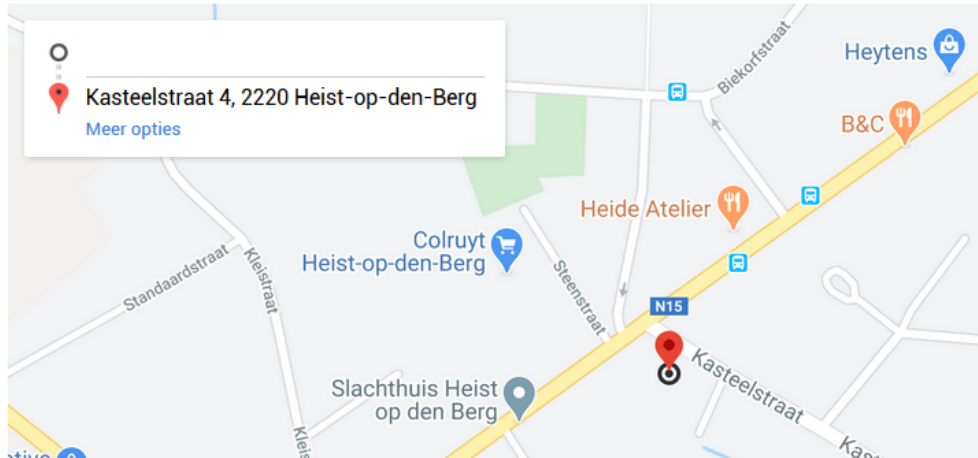 Kasteelstraat 4, 2220 Heist-op-den-Berg
Meer opties
Biekorfstraat
Heytens
B&C
Heide Atelier
Colruyt
Heist-op-den-Berg
Standaardstraat
Kleistraat
Steenstraat
N15
Kasteelstraat
Slachthuis Heist
op den Berg